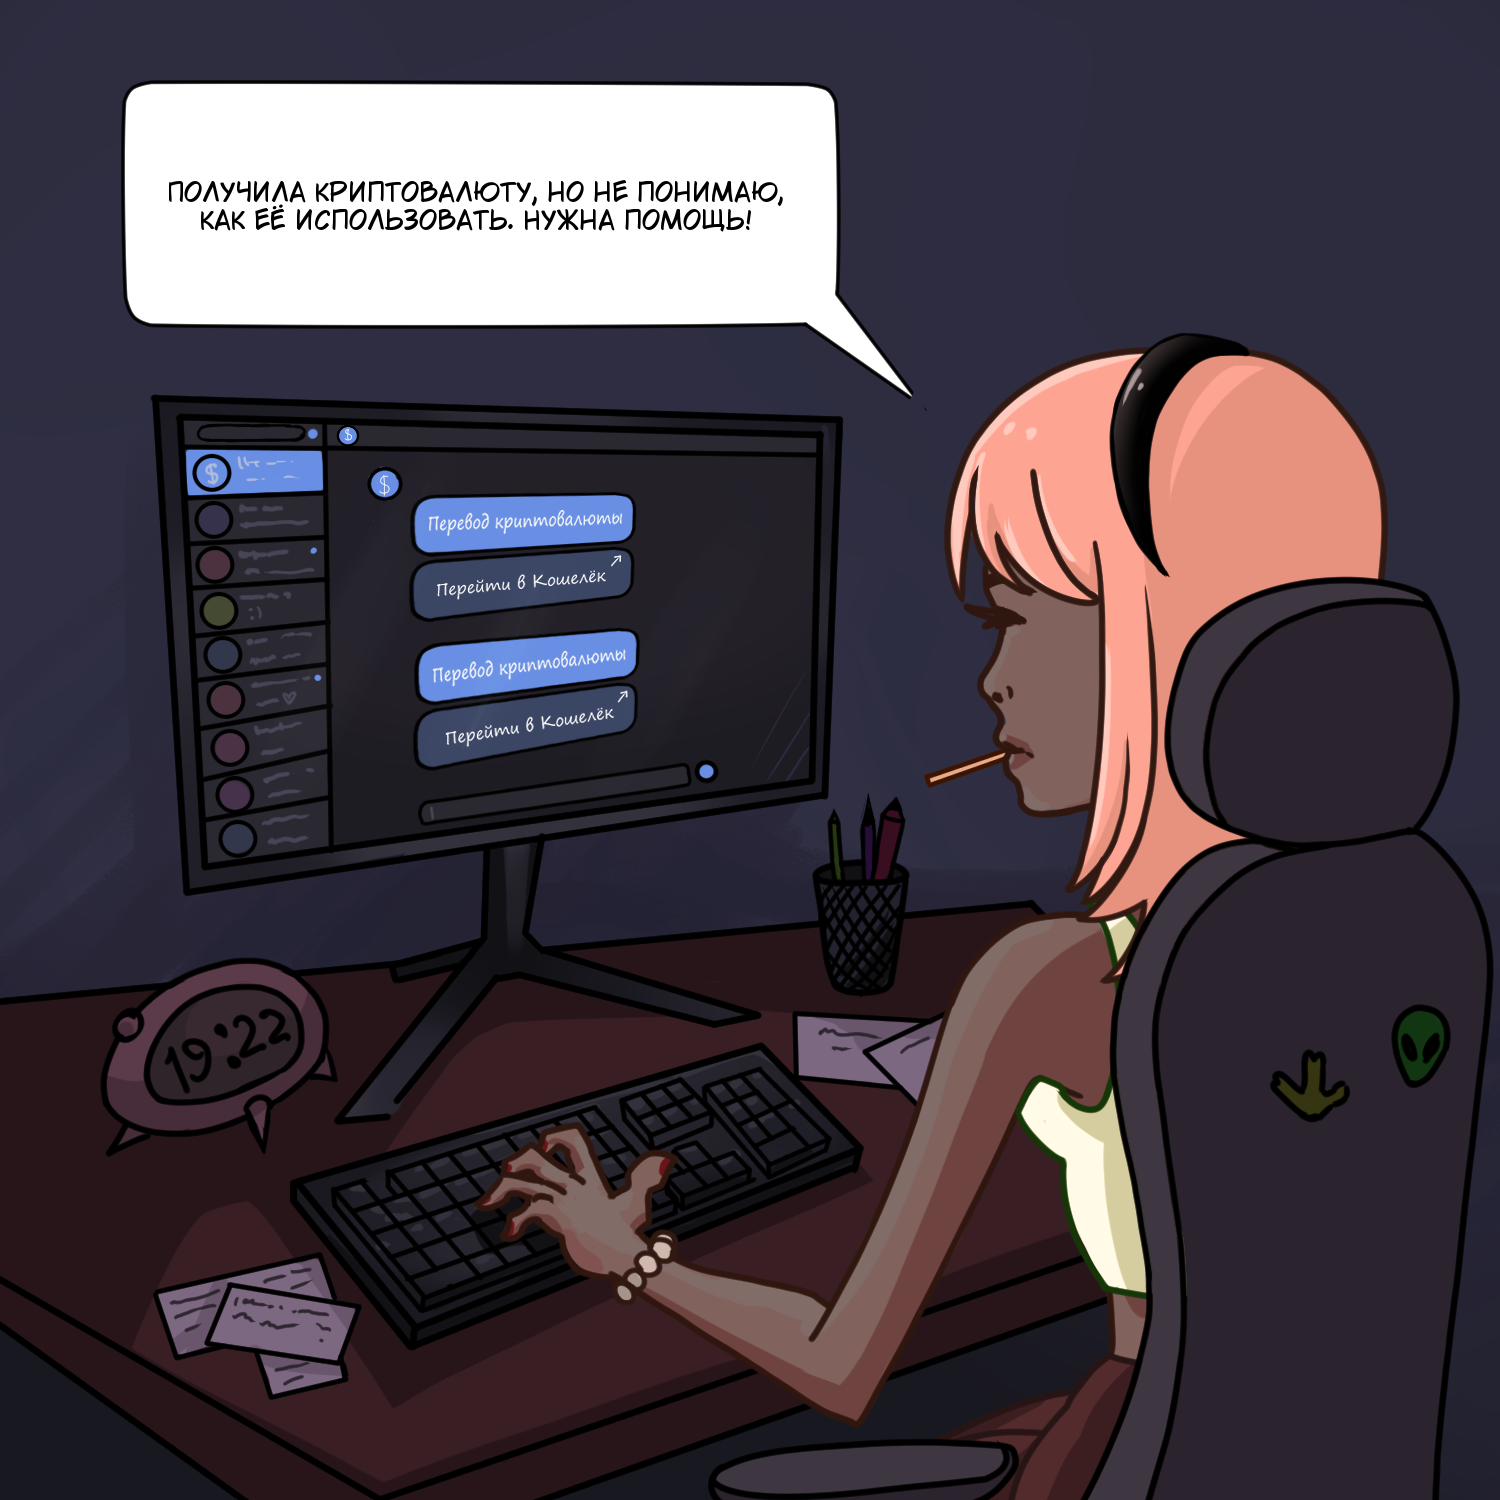 ПОЛУЧИЛА КРИПТОВАЛЮТУ, НО НЕ ПОНИМАЮ,
КАК ЕЁ ИСПОЛЬЗОВАТЬ. НУЖНА ПОМОЩЬ!
$
$
$
Перевод криптовалюты
Перейти в Кошелёк
Перевод криптовалюты
Перейти в Кошелёк
:)
19:22